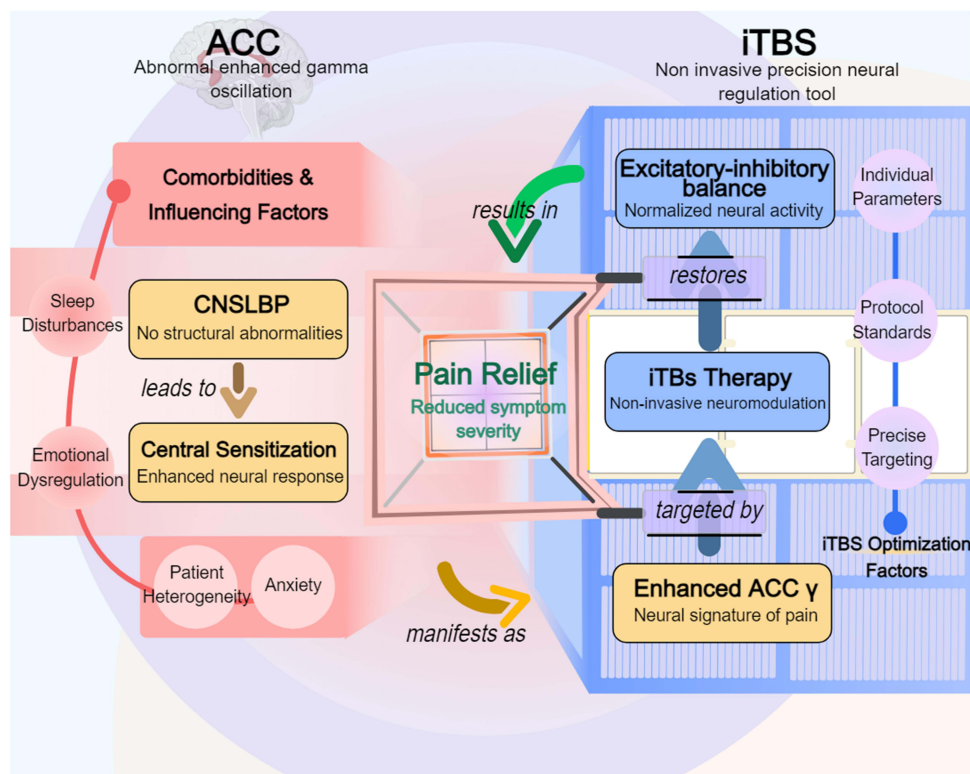 ACC
Abnormal enhanced gamma
oscillation
Comorbidities &
Influencing Factors
Sleep
Disturbances
CNSLBP
No structural abnormalities
leads to
Emotional
Dysregulation
Central Sensitization
Enhanced neural response
Patient
Heterogeneity
Anxiety
manifests as
Pain Relief
Reduced symptom
severity
results in
iTBS
Non invasive precision neural
regulation tool
Excitatory-inhibitory
balance
Normalized neural activity
restores
iTBs Therapy
Non-invasive neuromodulation
targeted by
Enhanced ACC γ
Neural signature of pain
Individual
Parameters
Protocol
Standards
Precise
Targeting
iTBS Optimization
Factors